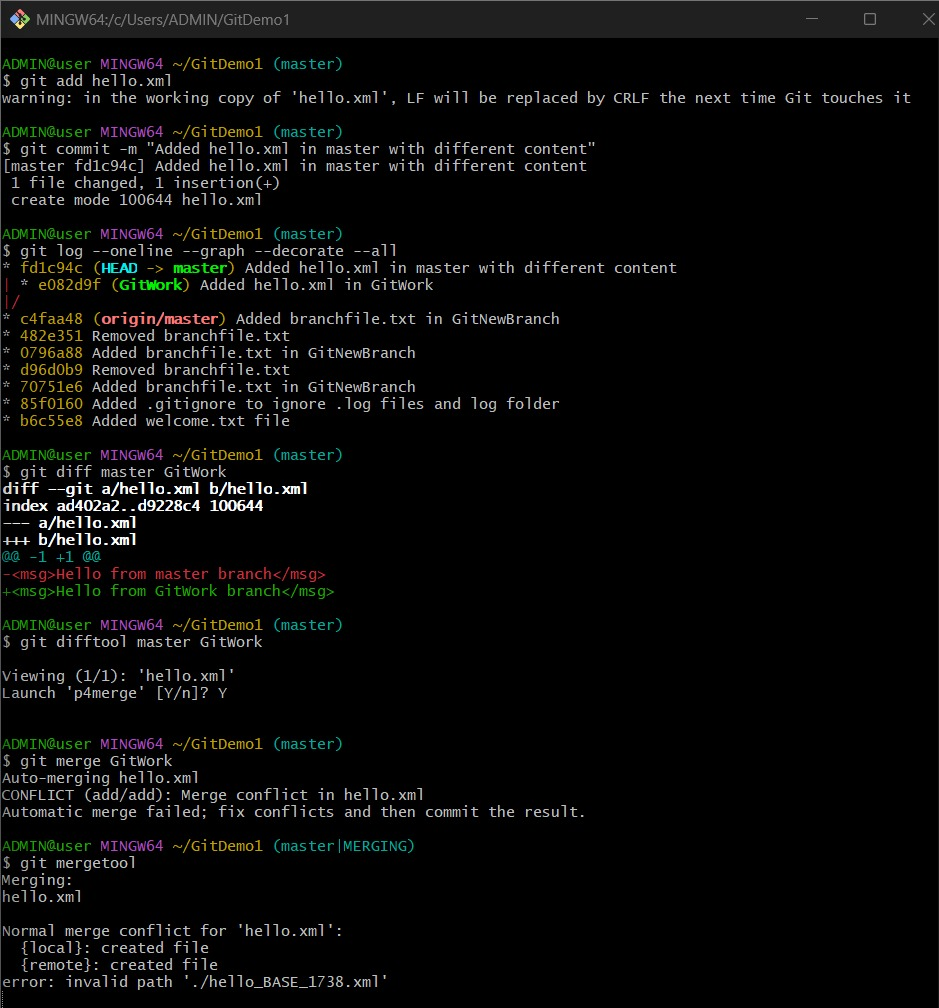 MINGW64:/c/Users/ADMIN/GitDemo1
ADMIN@user MINGW64 ~/GitDemo1 (master)
$ git add hello.xml
warning: in the working copy of 'hello.xml', LF will be replaced by CRLF the next time Git touches it
ADMIN@user MINGW64 ~/GitDemo1 (master)
$ git commit -m "Added hello.xml in master with different content"
[master fd1c94c] Added hello.xml in master with different content
 1 file changed, 1 insertion(+)
 create mode 100644 hello.xml
ADMIN@user MINGW64 ~/GitDemo1 (master)
$ git log --oneline --graph --decorate --all
* fd1c94c (HEAD -> master) Added hello.xml in master with different content
| * e082d9f (GitWork) Added hello.xml in GitWork
|/
* c4faa48 (origin/master) Added branchfile.txt in GitNewBranch
* 482e351 Removed branchfile.txt
* 0796a88 Added branchfile.txt in GitNewBranch
* d96d0b9 Removed branchfile.txt
* 70751e6 Added branchfile.txt in GitNewBranch
* 85f0160 Added .gitignore to ignore .log files and log folder
* b6c55e8 Added welcome.txt file
ADMIN@user MINGW64 ~/GitDemo1 (master)
$ git diff master GitWork
diff --git a/hello.xml b/hello.xml
index ad402a2..d9228c4 100644
--- a/hello.xml
+++ b/hello.xml
@@ -1 +1 @@
-<msg>Hello from master branch</msg>
+<msg>Hello from GitWork branch</msg>
ADMIN@user MINGW64 ~/GitDemo1 (master)
$ git difftool master GitWork
Viewing (1/1): 'hello.xml'
Launch 'p4merge' [Y/n]? Y
ADMIN@user MINGW64 ~/GitDemo1 (master)
$ git merge GitWork
Auto-merging hello.xml
CONFLICT (add/add): Merge conflict in hello.xml
Automatic merge failed; fix conflicts and then commit the result.
ADMIN@user MINGW64 ~/GitDemo1 (master|MERGING)
$ git mergetool
Merging:
hello.xml
Normal merge conflict for 'hello.xml':
  {local}: created file
  {remote}: created file
error: invalid path './hello_BASE_1738.xml'